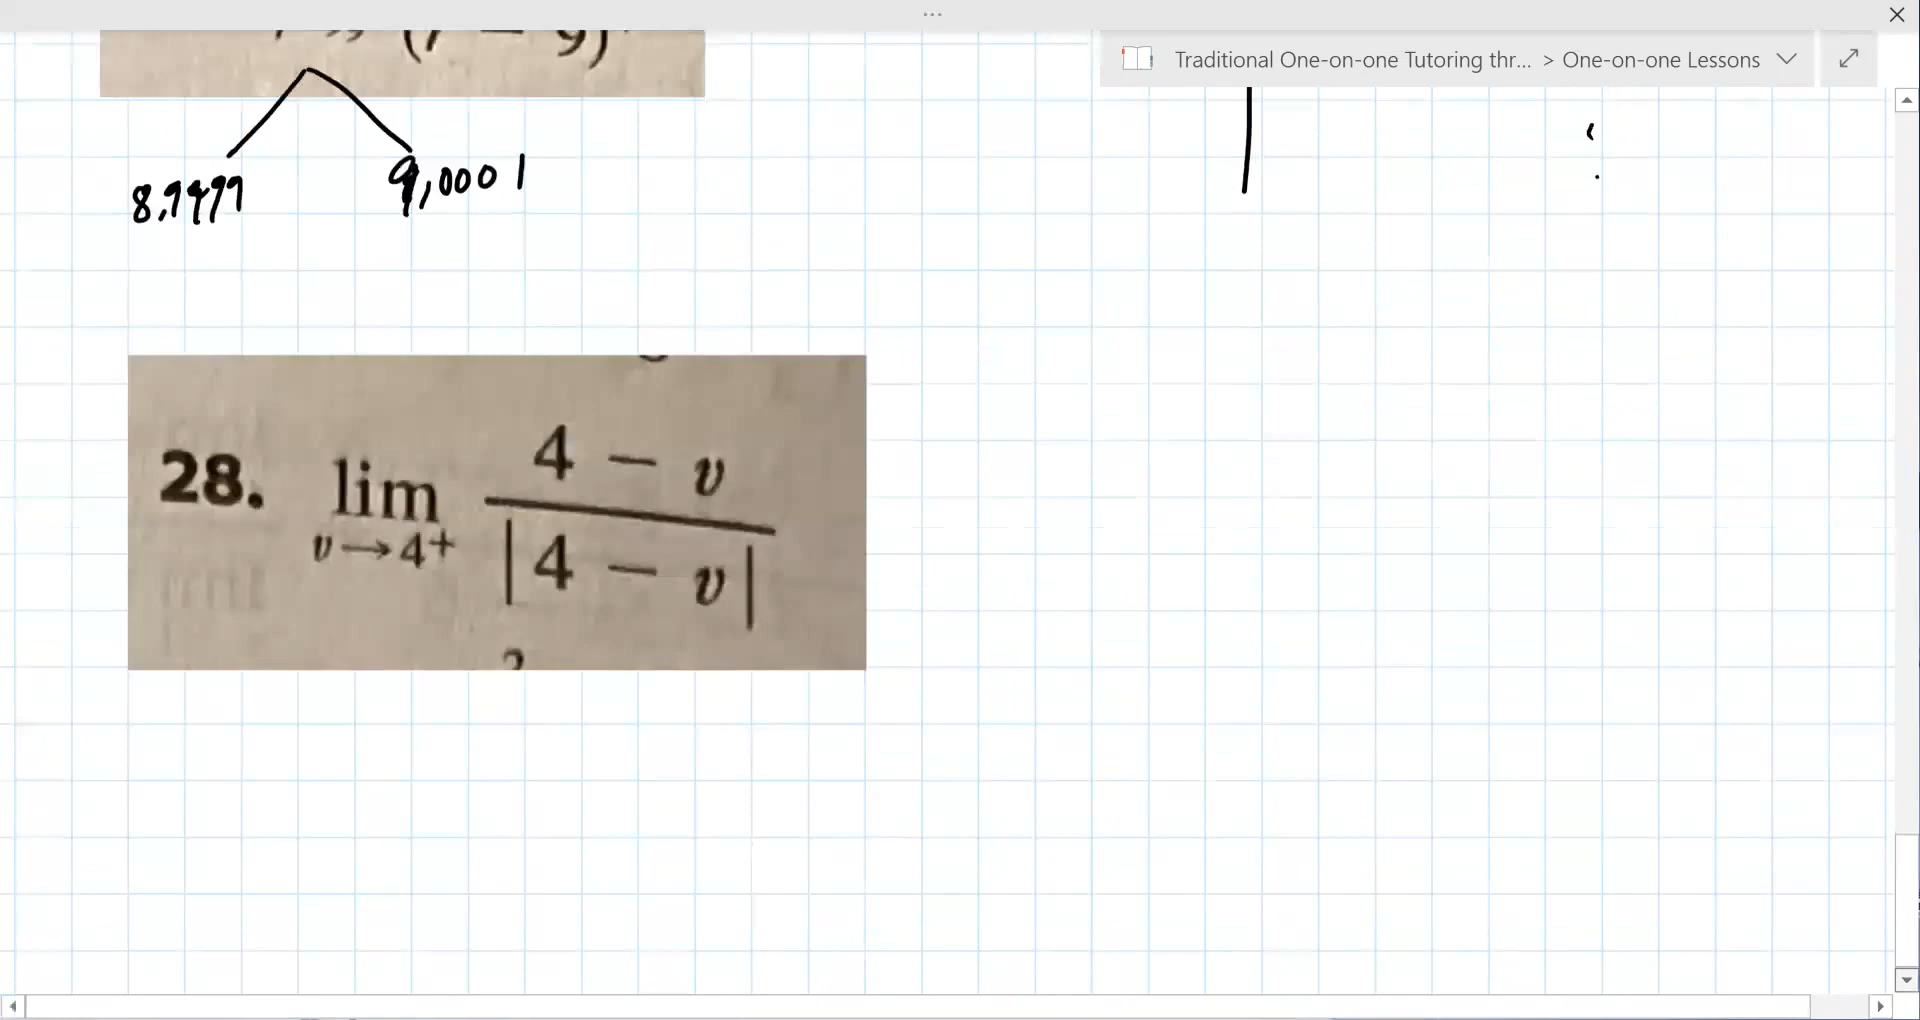 ...
Traditional One-on-one Tutoring thr... > One-on-one Lessons
8.9999 9,0001
28. lim 4 − v
v→4+ |4 − v|